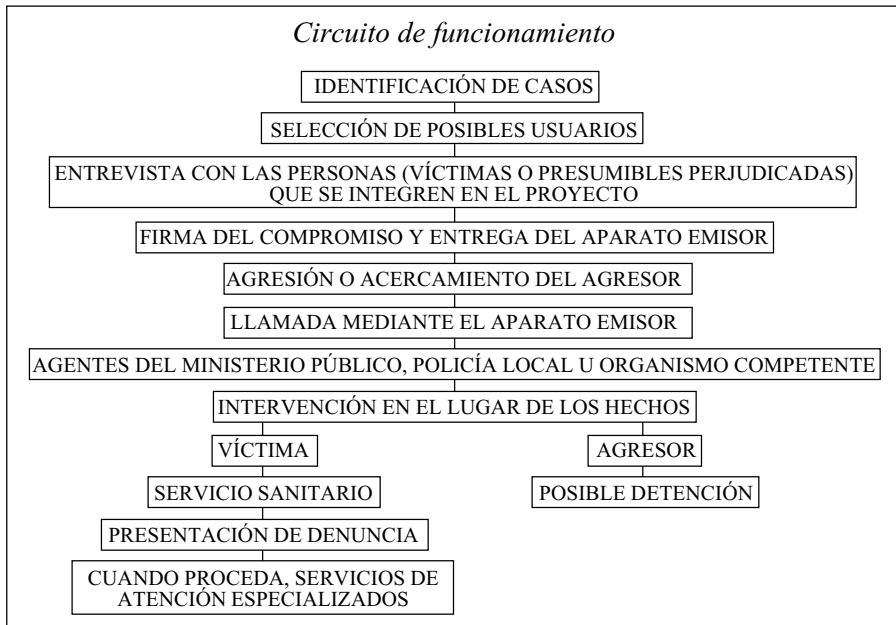 Circuito de funcionamiento
IDENTIFICACIÓN DE CASOS
SELECCIÓN DE POSIBLES USUARIOS
ENTREVISTA CON LAS PERSONAS (VÍCTIMAS O PRESUMIBLES PERJUDICADAS)
QUE SE INTEGREN EN EL PROYECTO
FIRMA DEL COMPROMISO Y ENTREGA DEL APARATO EMISOR
AGRESIÓN O ACERCAMIENTO DEL AGRESOR
LLAMADA MEDIANTE EL APARATO EMISOR
AGENTES DEL MINISTERIO PÚBLICO, POLICÍA LOCAL U ORGANISMO COMPETENTE
INTERVENCIÓN EN EL LUGAR DE LOS HECHOS
VÍCTIMA
SERVICIO SANITARIO
PRESENTACIÓN DE DENUNCIA
CUANDO PROCEDA, SERVICIOS DE
ATENCIÓN ESPECIALIZADOS
AGRESOR
POSIBLE DETENCIÓN